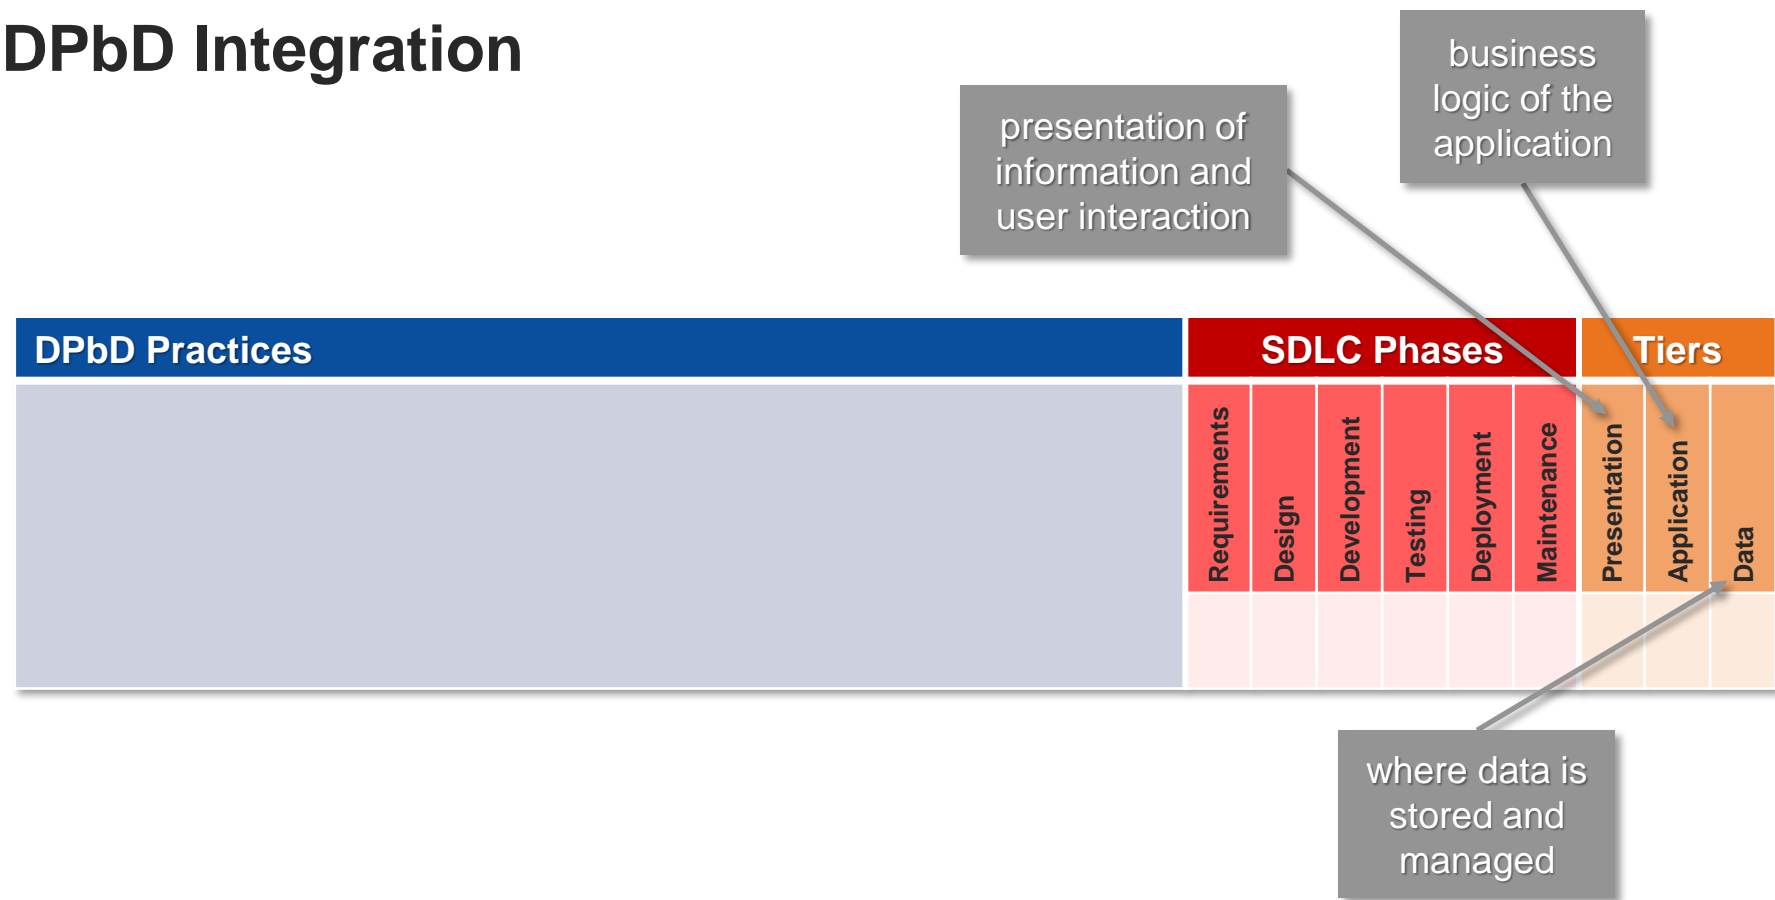 DPbD Integration
business
logic of the
application
presentation of
information and
user interaction
DPbD Practices
SDLC Phases
Tiers
Requirements
Design
Development
Testing
Deployment
Maintenance
Presentation
Application
Data
where data is
stored and
managed